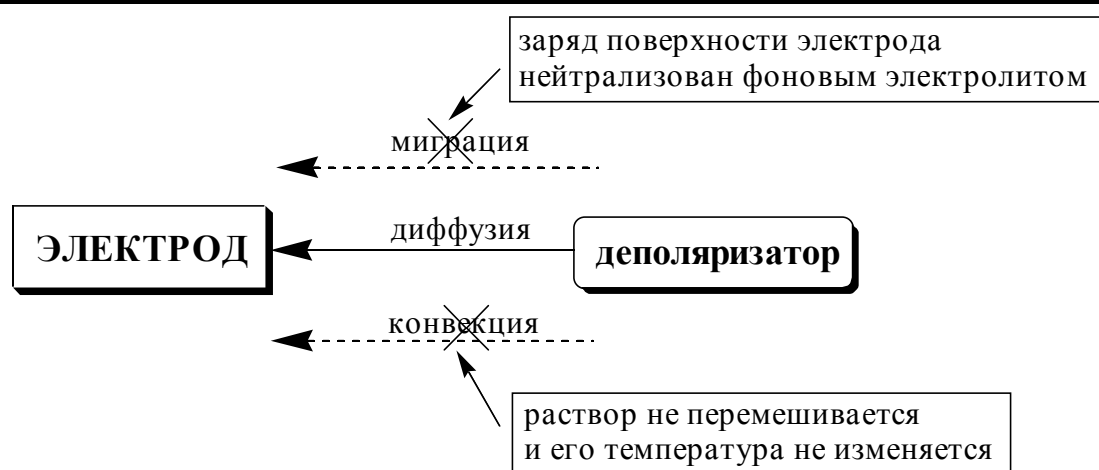 заряд поверхности электрода
нейтрализован фоновым электролитом
миграция
диффузия
ЭЛЕКТРОД
деполяризатор
конвекция
раствор не перемешивается
и его температура не изменяется